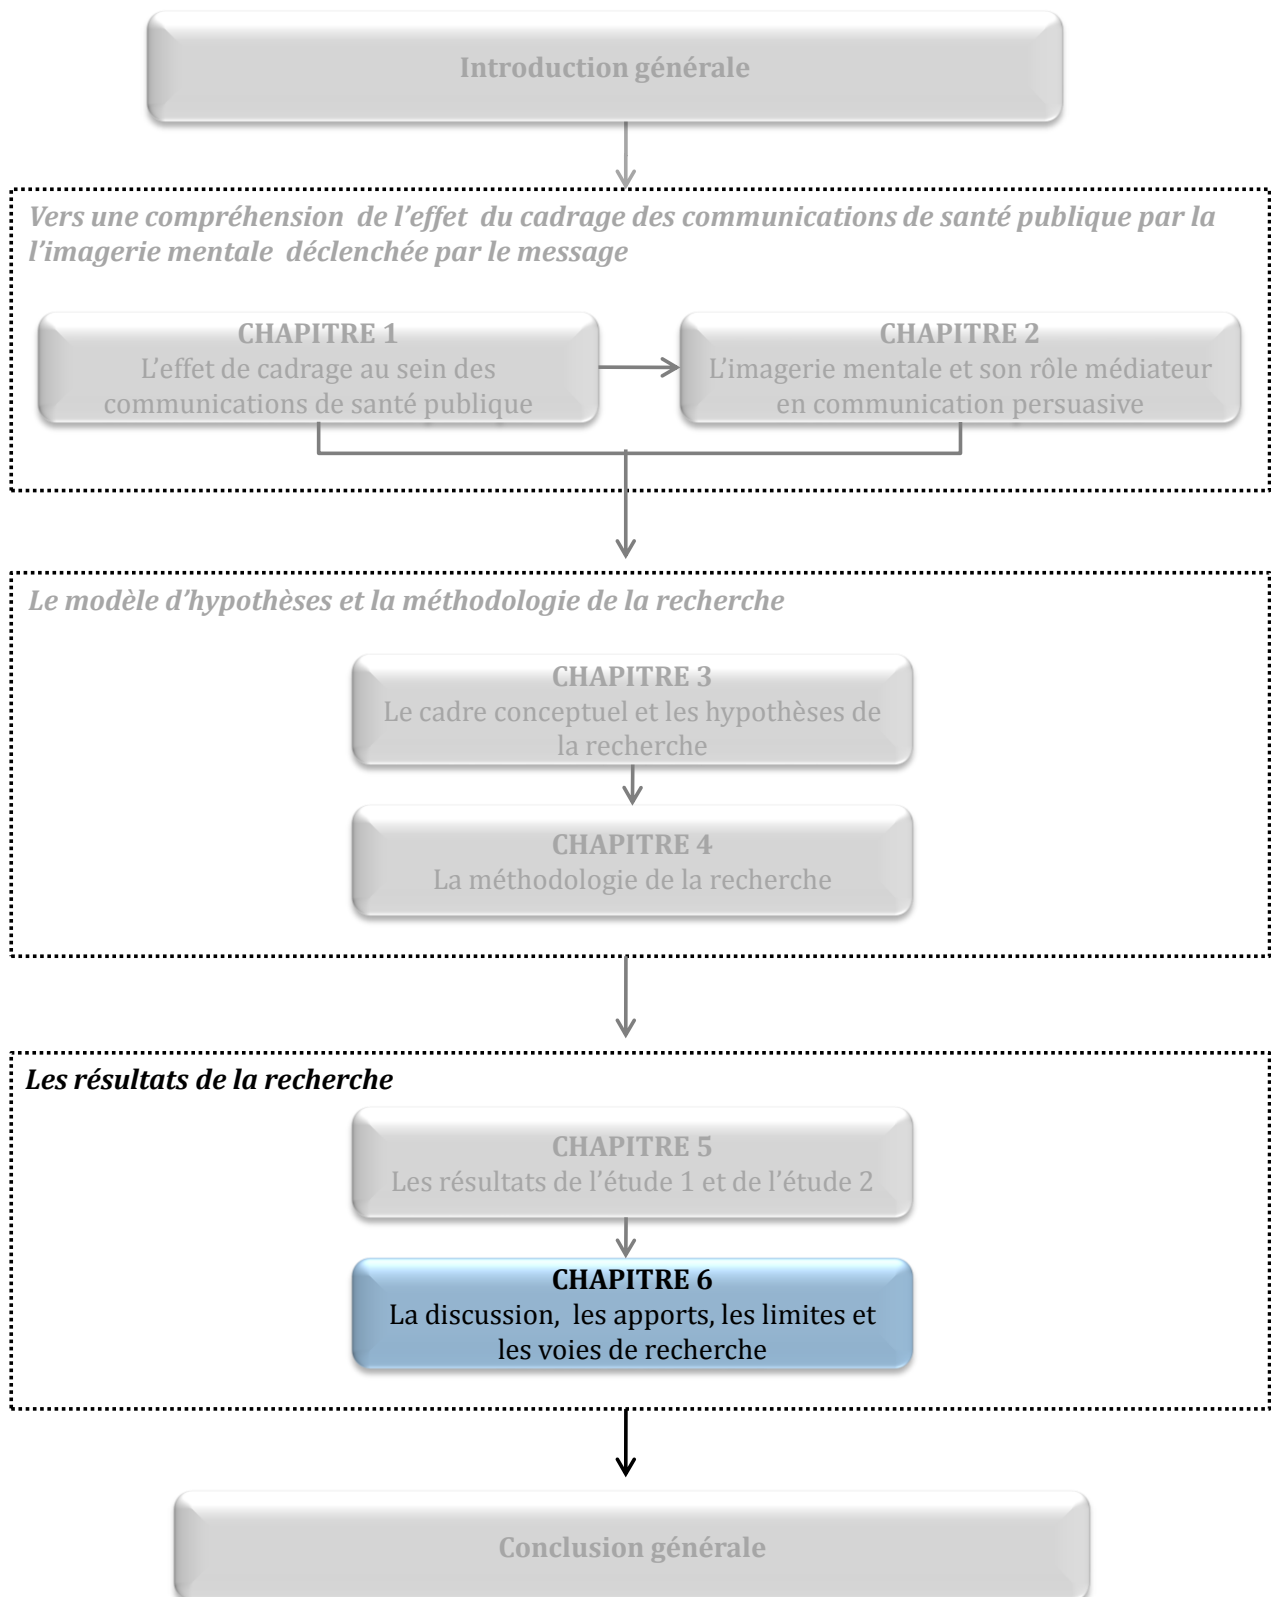 Introduction générale
Vers une compréhension de l'effet du cadrage des communications de santé publique par la
l'imagerie mentale déclenchée par le message
CHAPITRE 1
L'effet de cadrage au sein des
communications de santé publique
CHAPITRE 2
L'imagerie mentale et son rôle médiateur
en communication persuasive
Le modèle d'hypothèses et la méthodologie de la recherche
CHAPITRE 3
Le cadre conceptuel et les hypothèses de
la recherche
CHAPITRE 4
La méthodologie de la recherche
Les résultats de la recherche
CHAPITRE 5
Les résultats de l'étude 1 et de l'étude 2
CHAPITRE 6
La discussion, les apports, les limites et
les voies de recherche
Conclusion générale